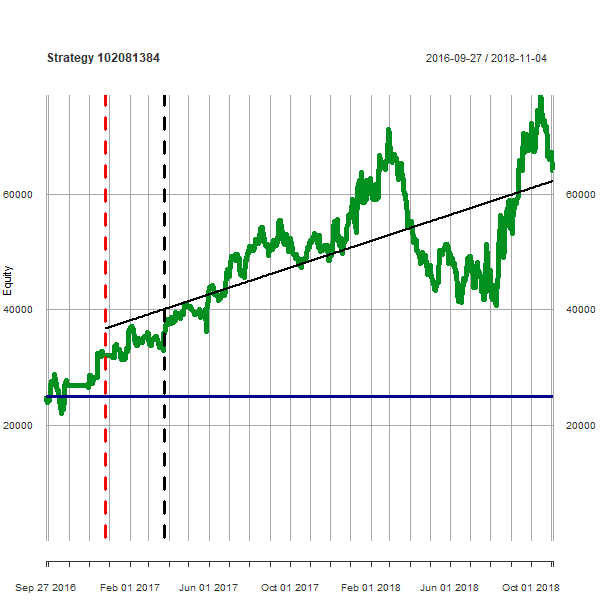 Strategy 102081384 2016-09-27 / 2018-11-04
60000 60000
Equity
40000 40000
20000 20000
Sep 27 2016 Feb 01 2017 Jun 01 2017 Oct 01 2017 Feb 01 2018 Jun 01 2018 Oct 01 2018